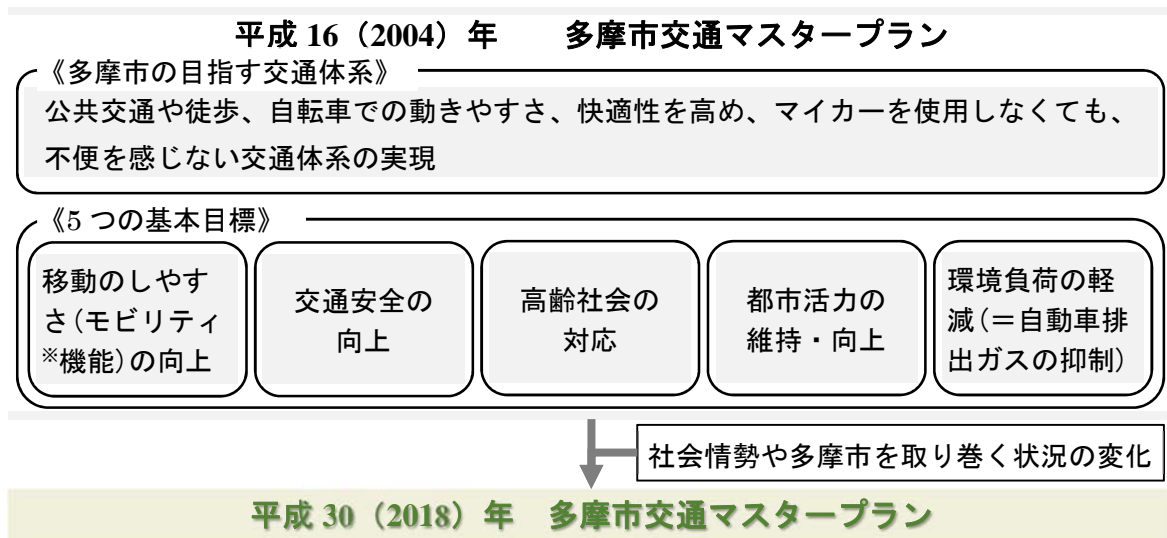 平成 16（2004）年　　多摩市交通マスタープラン
《多摩市の目指す交通体系》
公共交通や徒歩、自転車での動きやすさ、快適性を高め、マイカーを使用しなくても、
不便を感じない交通体系の実現
《5 つの基本目標》
移動のしやす
さ（モビリティ
※機能）の向上
交通安全の
向上
高齢社会の
対応
都市活力の
維持・向上
環境負荷の軽
減（＝自動車排
出ガスの抑制）
社会情勢や多摩市を取り巻く状況の変化
平成 30（2018）年　多摩市交通マスタープラン